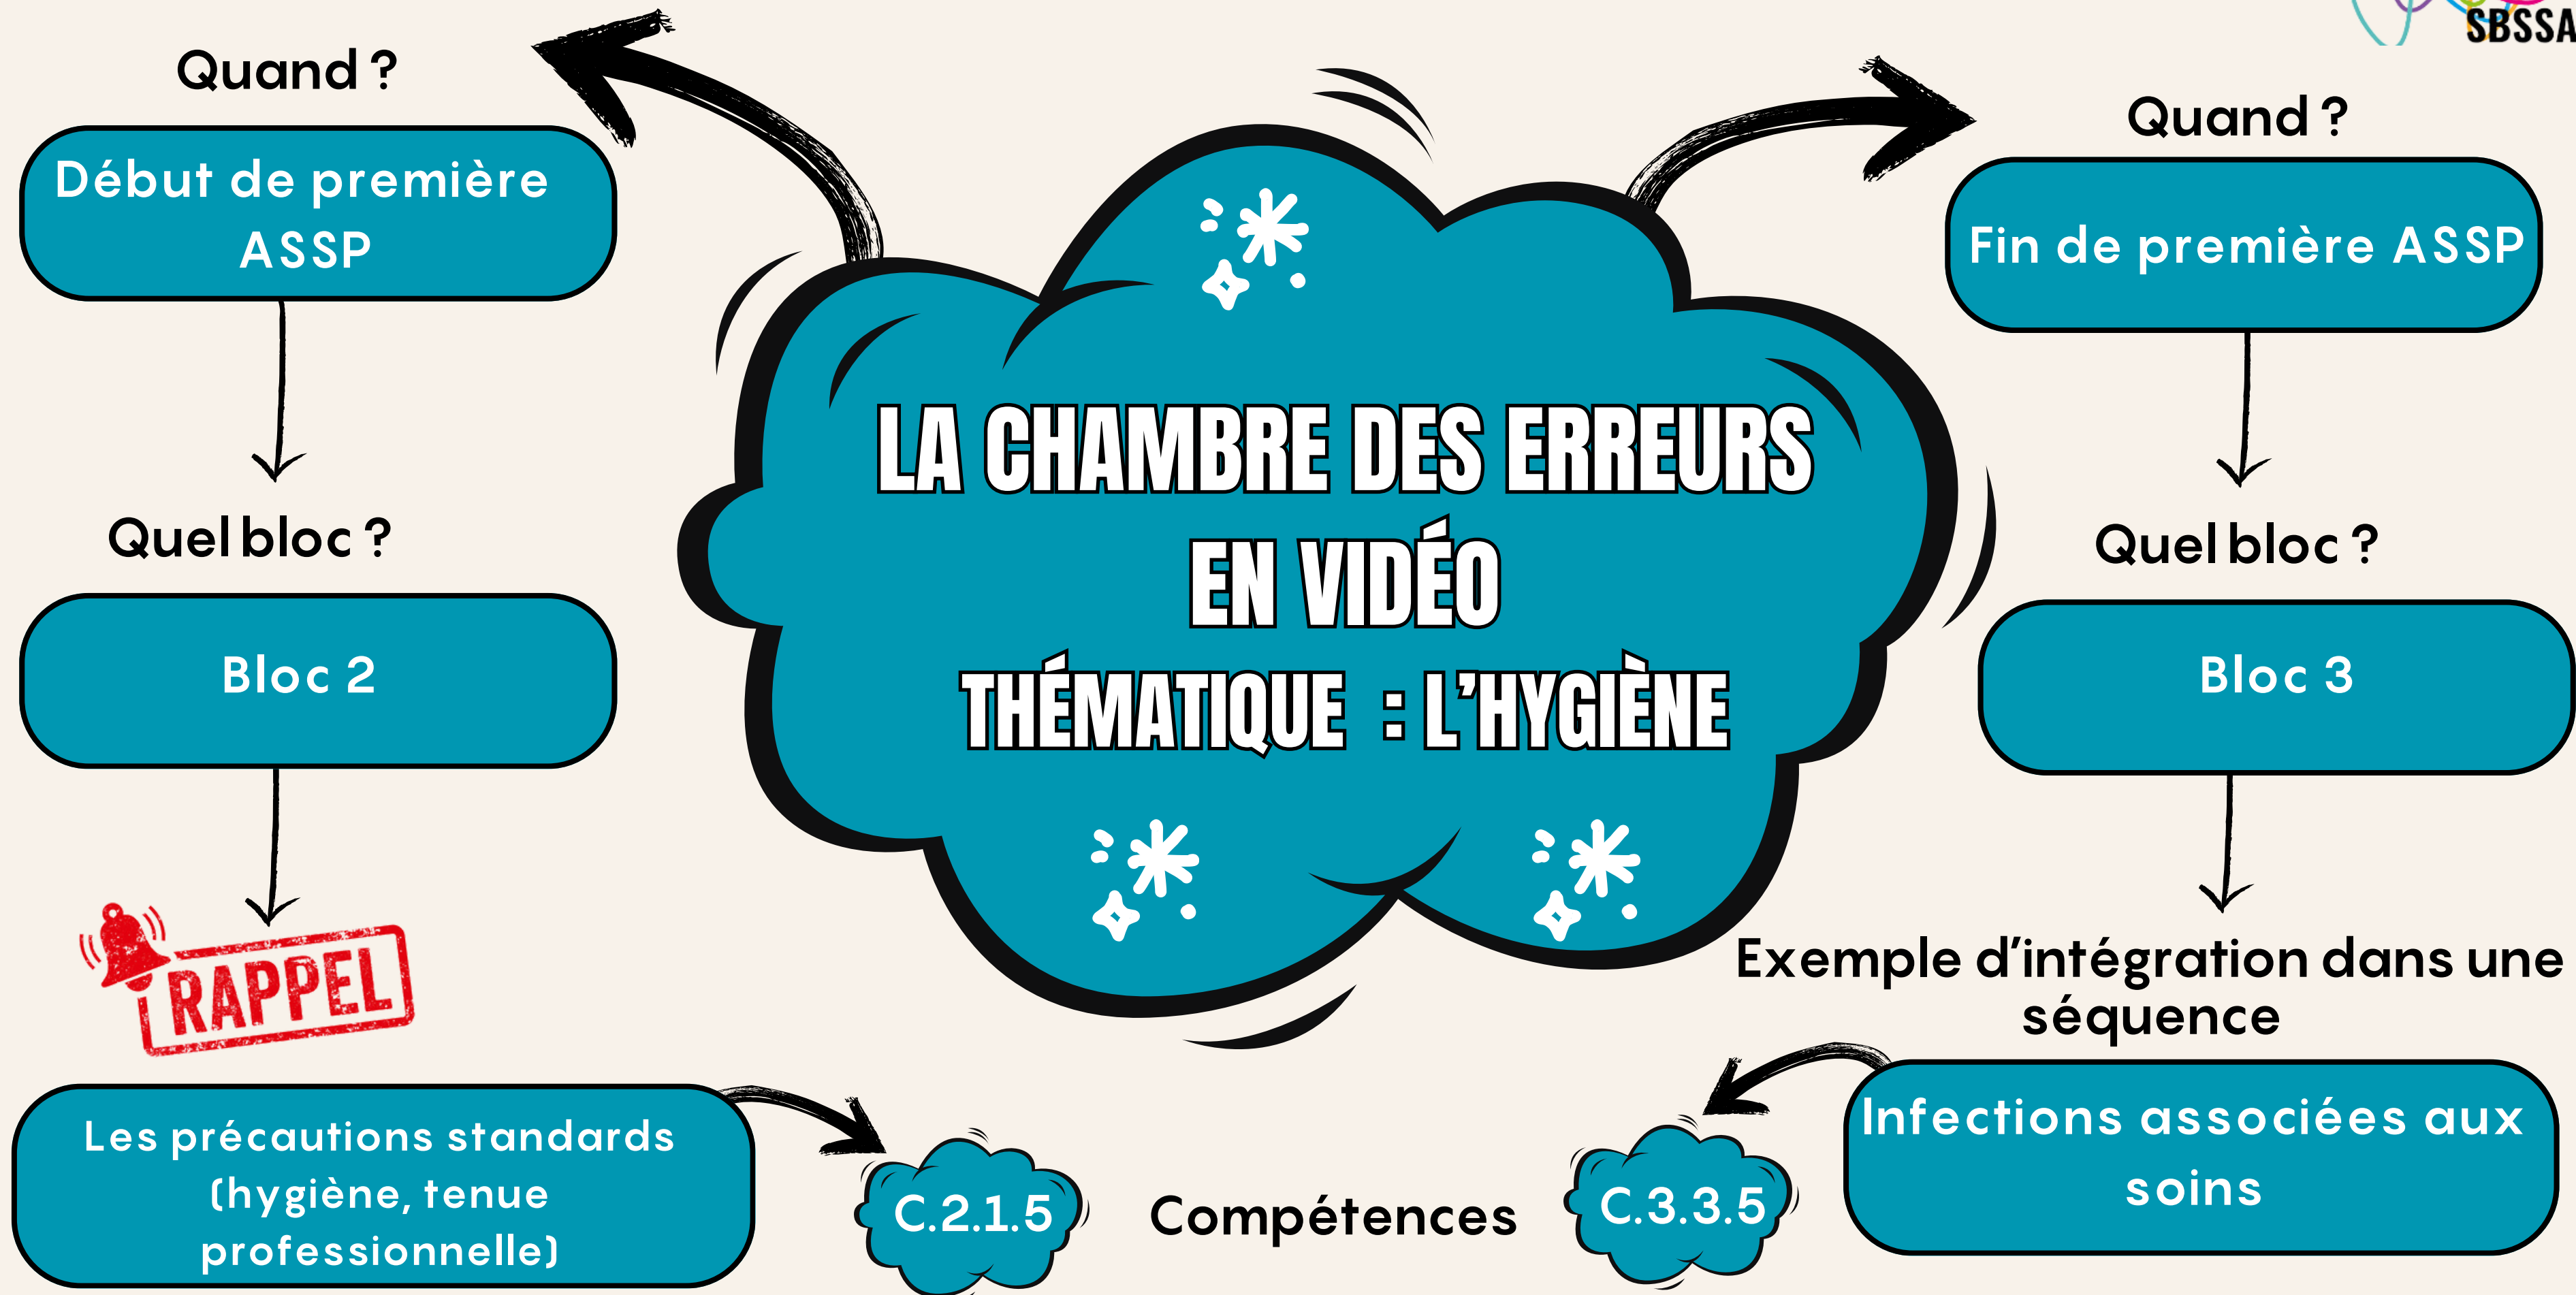 SBSSA
Quand ?
Début de première
ASSP
Quel bloc ?
Bloc 2
RAPPEL
Les précautions standards
(hygiène, tenue
professionnelle)
C.2.1.5
LA CHAMBRE DES ERREURS
EN VIDÉO
THÉMATIQUE : L'HYGIÈNE
Compétences
Quand ?
Fin de première ASSP
Quel bloc ?
Bloc 3
Exemple d'intégration dans une
séquence
Infections associées aux
soins
C.3.3.5